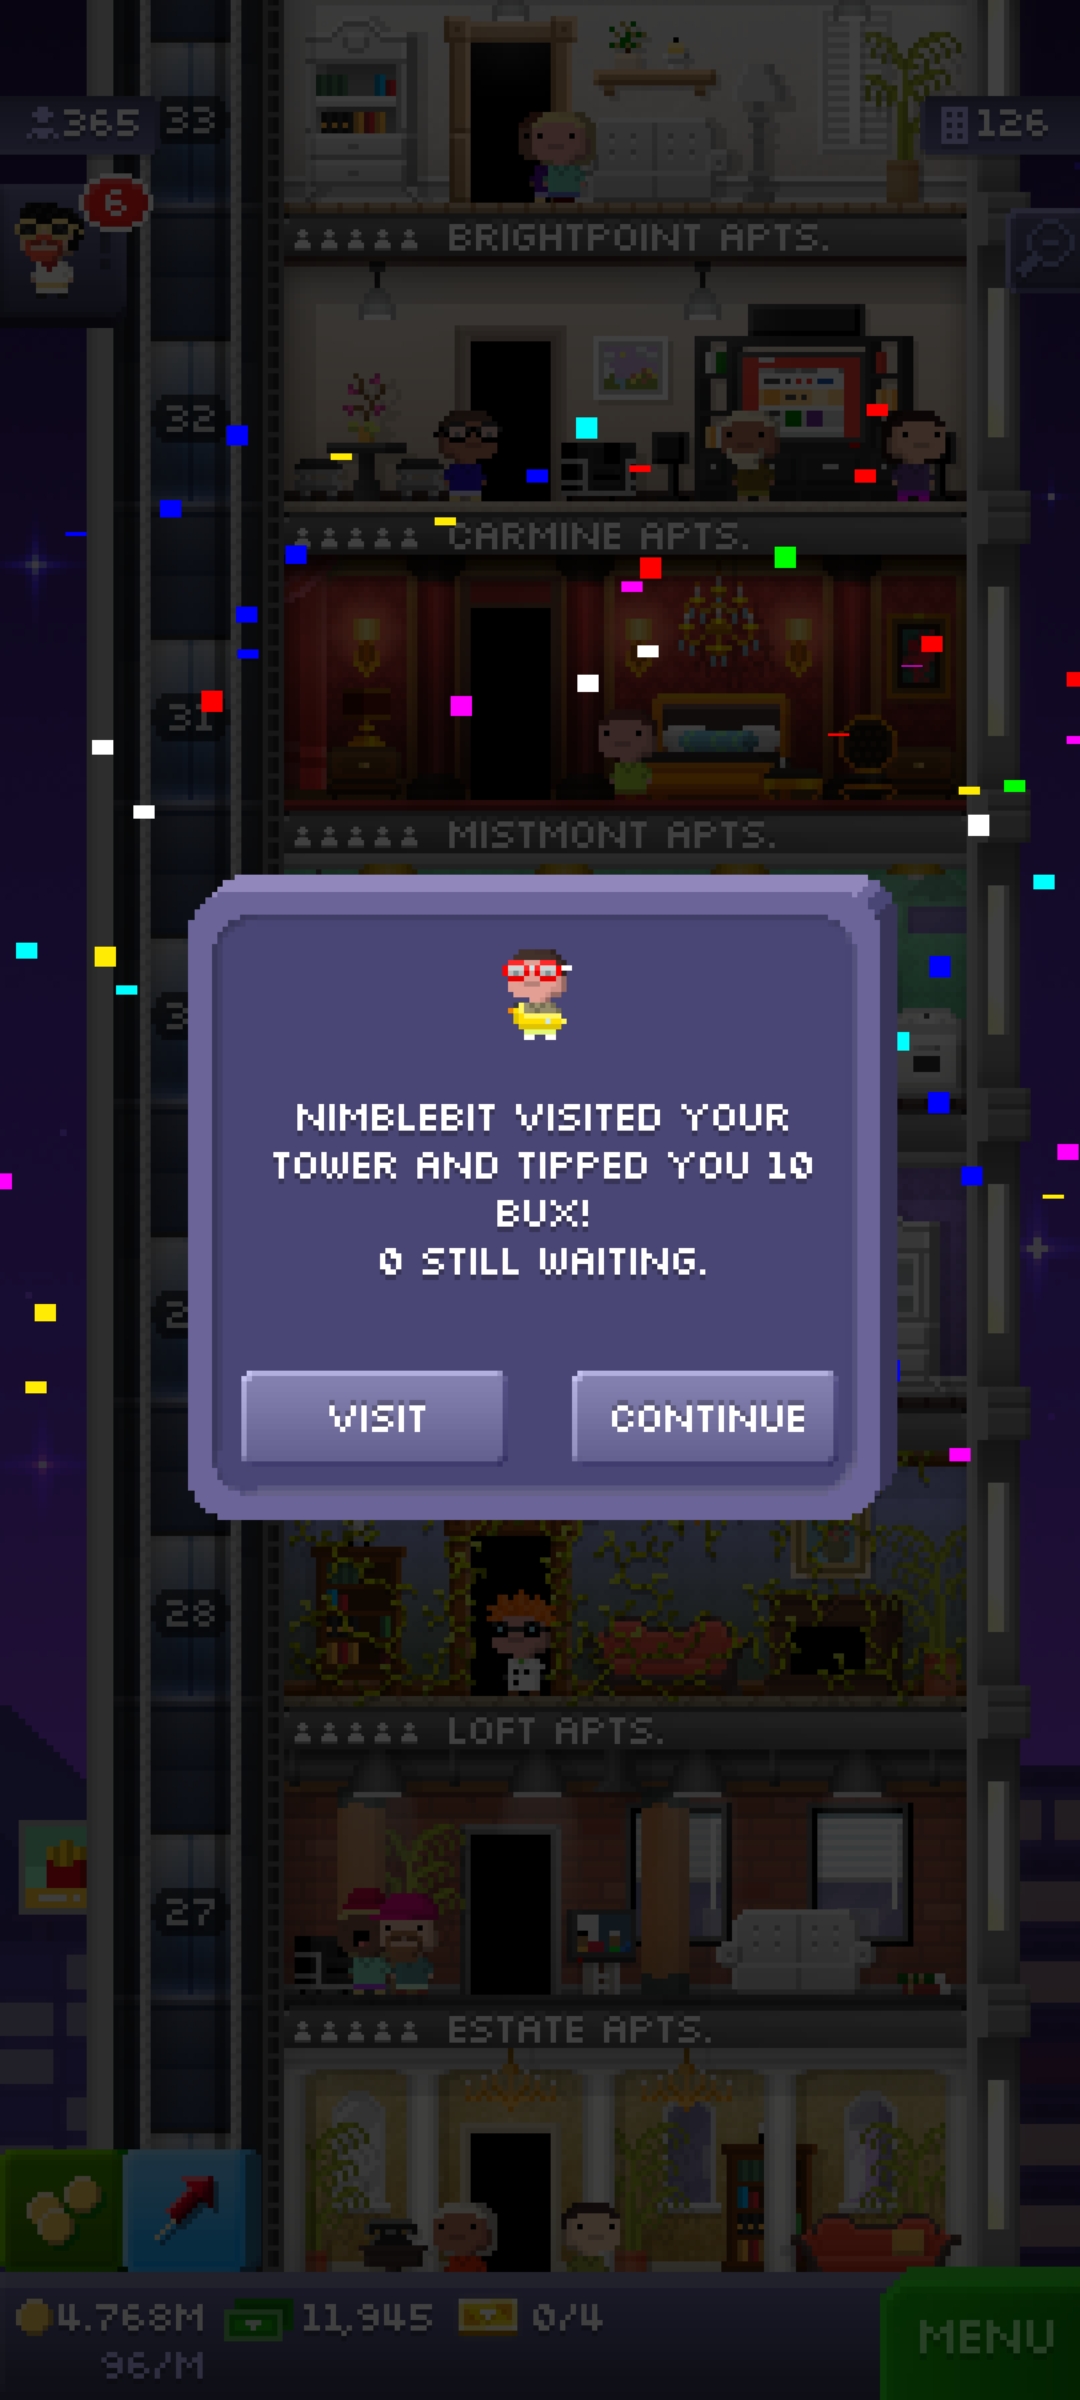 365
33
126
6
BRIGHTPOINT APTS.
32
CARMINE APTS.
31
MISTMONT APTS.
NIMBLEBIT VISITED YOUR
TOWER AND TIPPED YOU 10
BUX!
0 STILL WAITING.
VISIT
CONTINUE
28
LOFT APTS.
27
ESTATE APTS.
4.768M
11,945
0/4
MENU
96/M